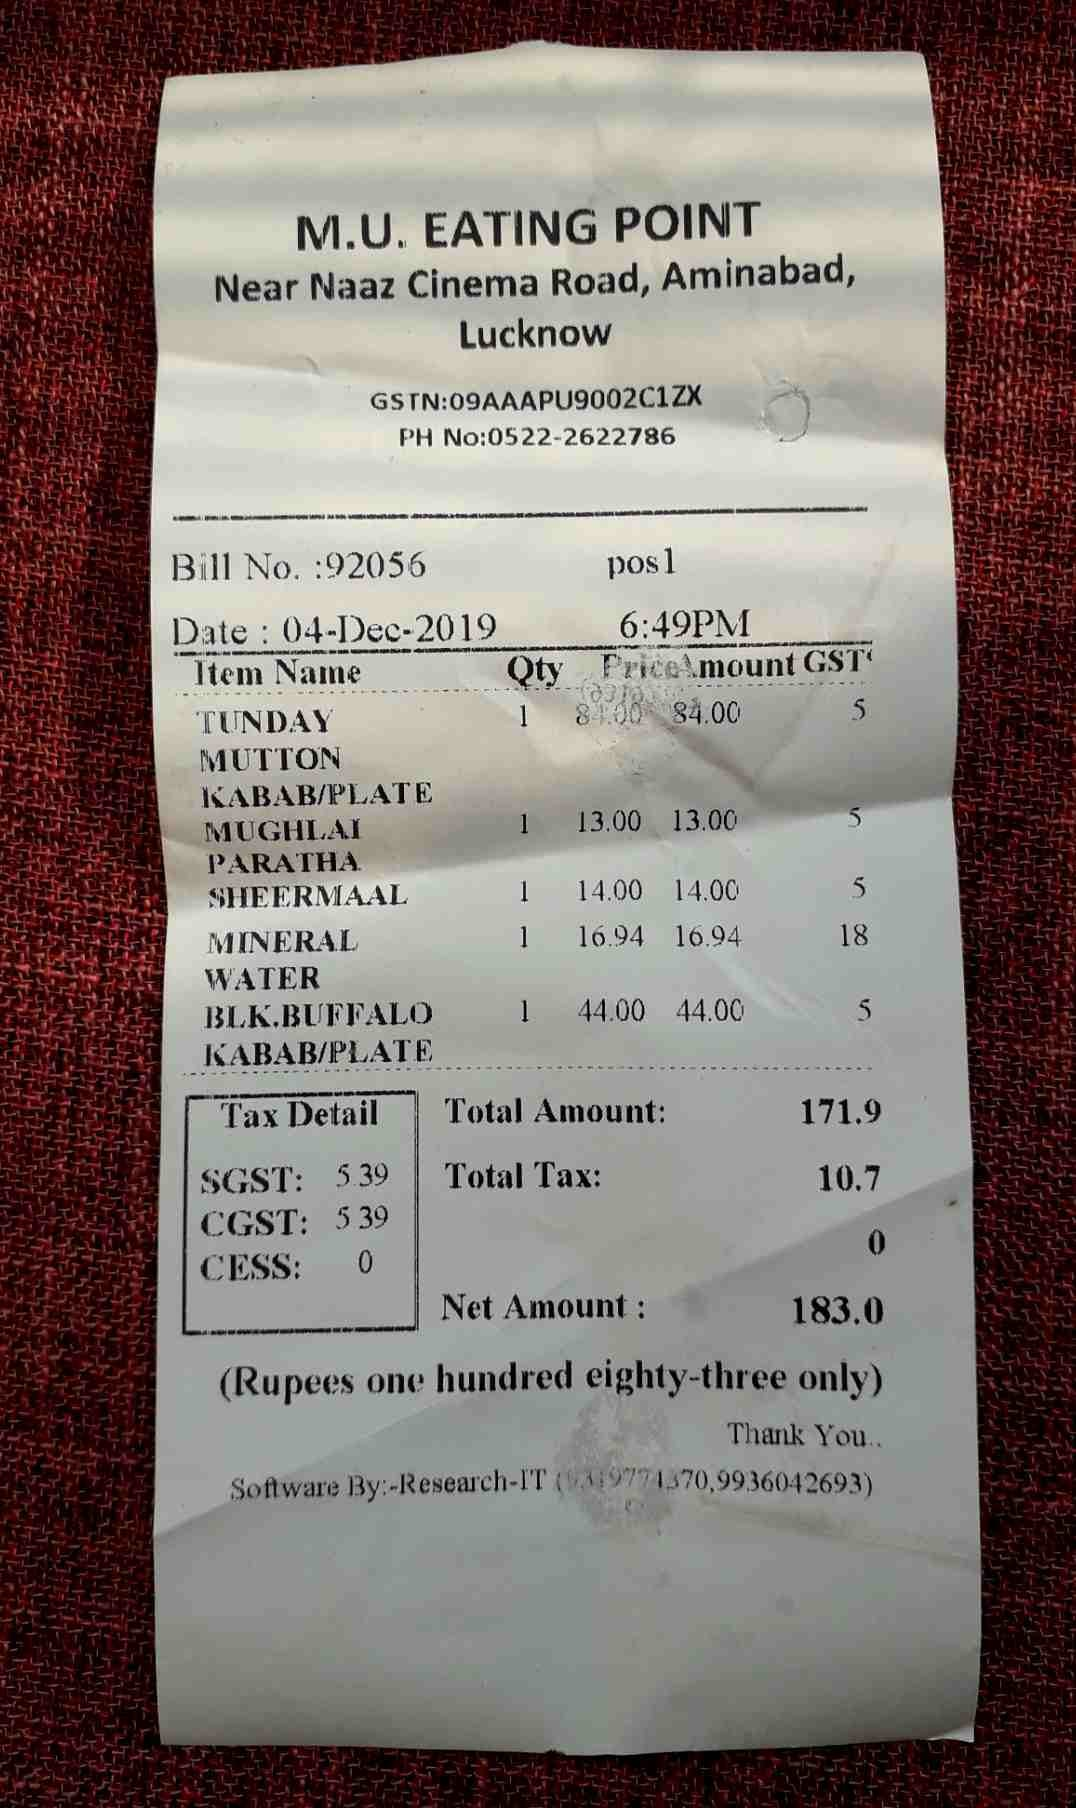 M.U. EATING POINT
Near Naaz Cinema Road, Aminabad,
Lucknow
GSTN:09AAAPU9002C1ZX
PH No:0522-2622786
Bill No. :92056 pos1
Date : 04-Dec-2019 6:49PM
Item Name Qty Price Amount GST
TUNDAY 1 84.00 84.00 5
MUTTON
KABAB/PLATE
MUGHLAI 1 13.00 13.00 5
PARATHA
SHEERMAAL 1 14.00 14.00 5
MINERAL 1 16.94 16.94 18
WATER
BLK.BUFFALO 1 44.00 44.00 5
KABAB/PLATE
Tax Detail
SGST: 5.39
CGST: 5.39
CESS: 0
Total Amount: 171.9
Total Tax: 10.7
0
Net Amount : 183.0
(Rupees one hundred eighty-three only)
Thank You..
Software By:-Research-IT ( ,9936042693)